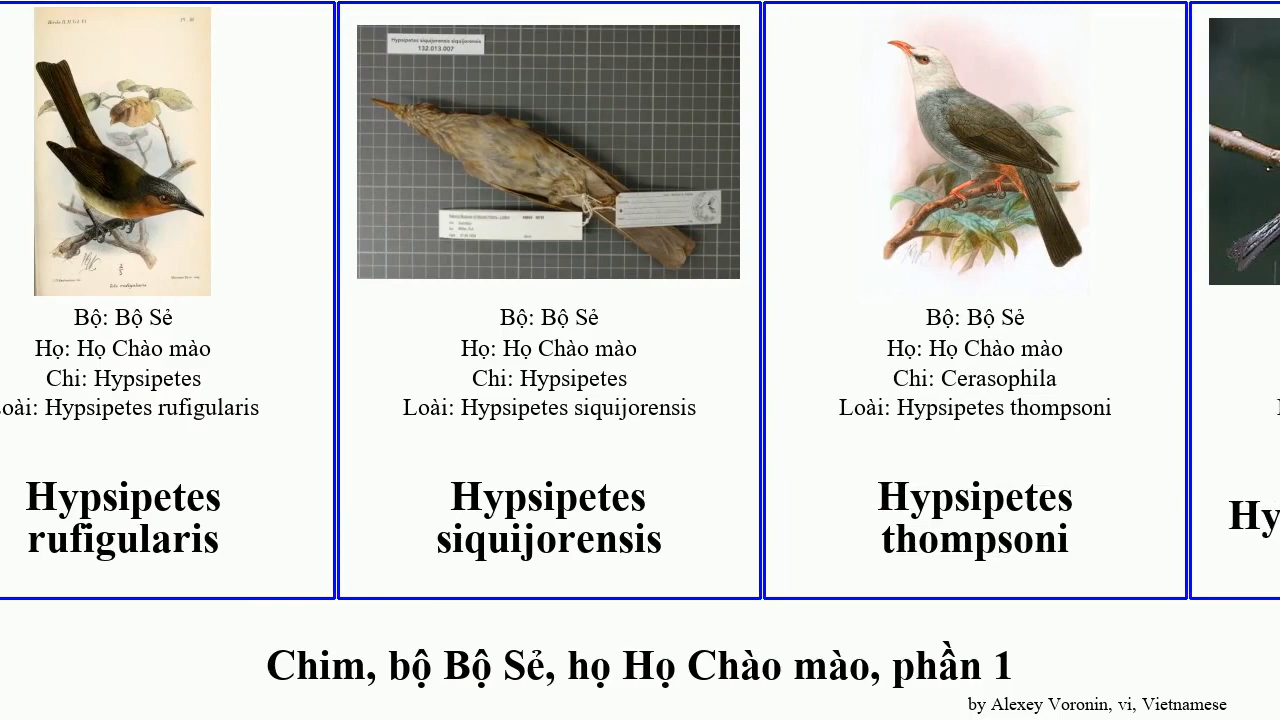 Hypsipetes siquijorensis siquijorensis
132.013.007
Bộ: Bộ Sẻ
Họ: Họ Chào mào
Chi: Hypsipetes
Loài: Hypsipetes rufigularis
Hypsipetes
rufigularis
Bộ: Bộ Sẻ
Họ: Họ Chào mào
Chi: Hypsipetes
Loài: Hypsipetes siquijorensis
Hypsipetes
siquijorensis
Bộ: Bộ Sẻ
Họ: Họ Chào mào
Chi: Cerasophila
Loài: Hypsipetes thompsoni
Hypsipetes
thompsoni
Hy
Chim, bộ Bộ Sẻ, họ Họ Chào mào, phần 1
by Alexey Voronin, vi, Vietnamese